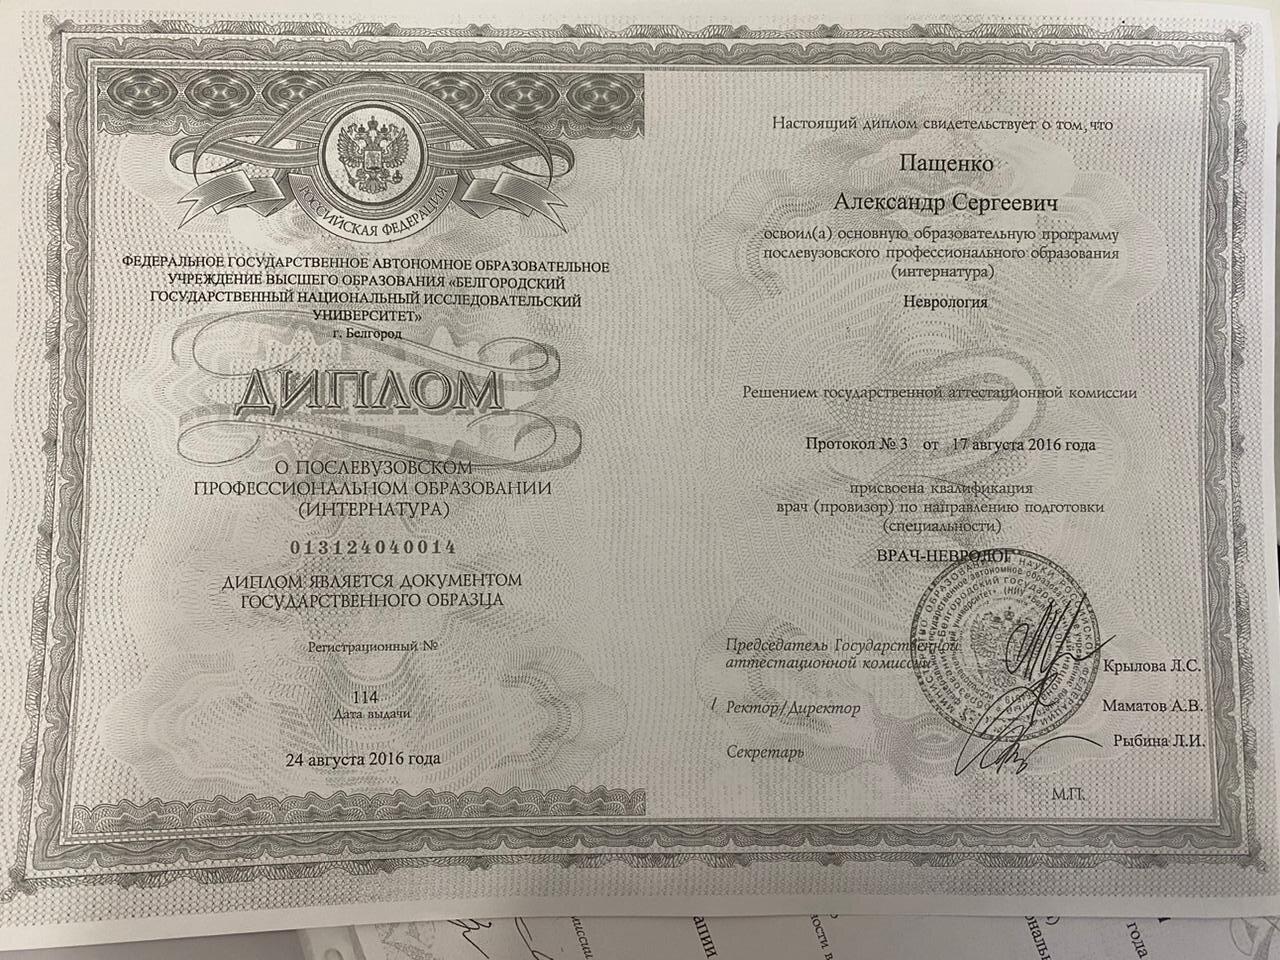 РОССИЙСКАЯ ФЕДЕРАЦИЯ
ФЕДЕРАЛЬНОЕ ГОСУДАРСТВЕННОЕ АВТОНОМНОЕ ОБРАЗОВАТЕЛЬНОЕ
УЧРЕЖДЕНИЕ ВЫСШЕГО ОБРАЗОВАНИЯ «БЕЛГОРОДСКИЙ
ГОСУДАРСТВЕННЫЙ НАЦИОНАЛЬНЫЙ ИССЛЕДОВАТЕЛЬСКИЙ
УНИВЕРСИТЕТ»
г. Белгород
ДИПЛОМ
О ПОСЛЕВУЗОВСКОМ
ПРОФЕССИОНАЛЬНОМ ОБРАЗОВАНИИ
(ИНТЕРНАТУРА)
013124040014
ДИПЛОМ ЯВЛЯЕТСЯ ДОКУМЕНТОМ
ГОСУДАРСТВЕННОГО ОБРАЗЦА
Регистрационный №
114
Дата выдачи
24 августа 2016 года
Настоящий диплом свидетельствует о том, что
Пащенко
Александр Сергеевич
освоил(а) основную образовательную программу
послевузовского профессионального образования
(интернатура)
Неврология
Решением государственной аттестационной комиссии
Протокол № 3 от 17 августа 2016 года
присвоена квалификация
врач (провизор) по направлению подготовки
(специальности)
ВРАЧ-НЕВРОЛОГ
Председатель Государственной
аттестационной комиссии
Крылова Л.С.
Ректор/Директор
Маматов А.В.
Секретарь
Рыбина Л.И.
М.П.